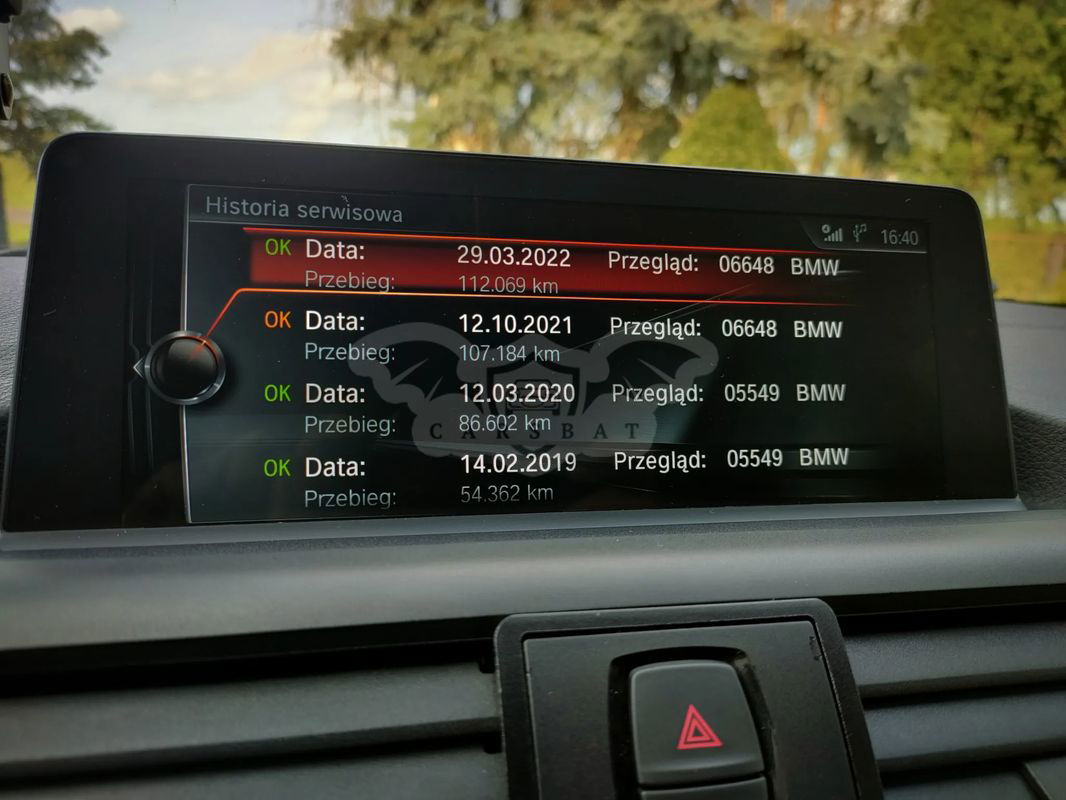 Historia serwisowa
16:40
OK Data: 29.03.2022 Przegląd: 06648 BMW
Przebieg: 112.069 km
OK Data: 12.10.2021 Przegląd: 06648 BMW
Przebieg: 107.184 km
OK Data: 12.03.2020 Przegląd: 05549 BMW
Przebieg: 86.602 km
CARSBAT
OK Data: 14.02.2019 Przegląd: 05549 BMW
Przebieg: 54.362 km